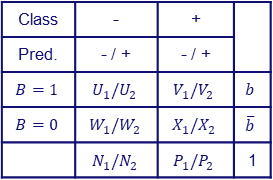 Class - +
Pred. - / + - / +
B = 1 U₁/U₂ V₁/V₂ b
B = 0 W₁/W₂ X₁/X₂ b̅
N₁/N₂ P₁/P₂ 1